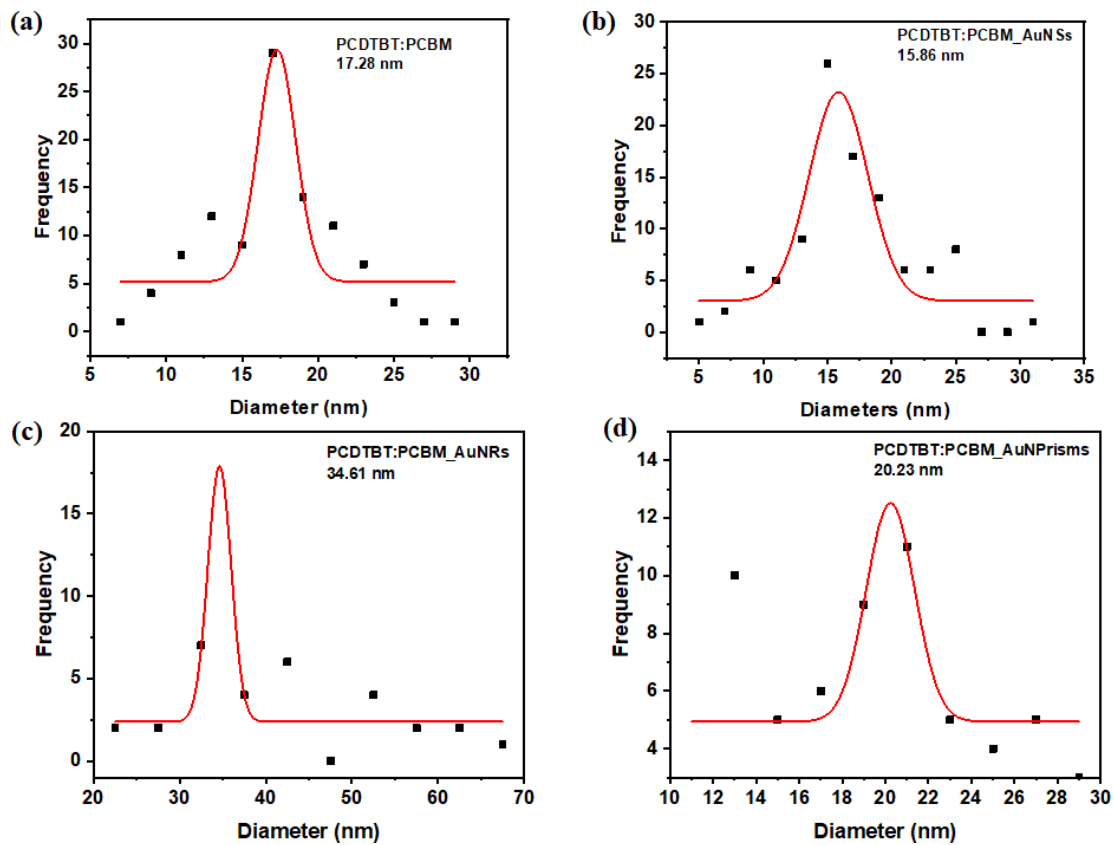 (a)
PCDTBT:PCBM
17.28 nm
Frequency
30
25
20
15
10
5
0
5 10 15 20 25 30
Diameter (nm)
(b)
PCDTBT:PCBM_AuNSs
15.86 nm
Frequency
30
25
20
15
10
5
0
5 10 15 20 25 30 35
Diameters (nm)
(c)
PCDTBT:PCBM_AuNRs
34.61 nm
Frequency
20
15
10
5
0
20 30 40 50 60 70
Diameter (nm)
(d)
PCDTBT:PCBM_AuNPrisms
20.23 nm
Frequency
14
12
10
8
6
4
10 12 14 16 18 20 22 24 26 28 30
Diameter (nm)